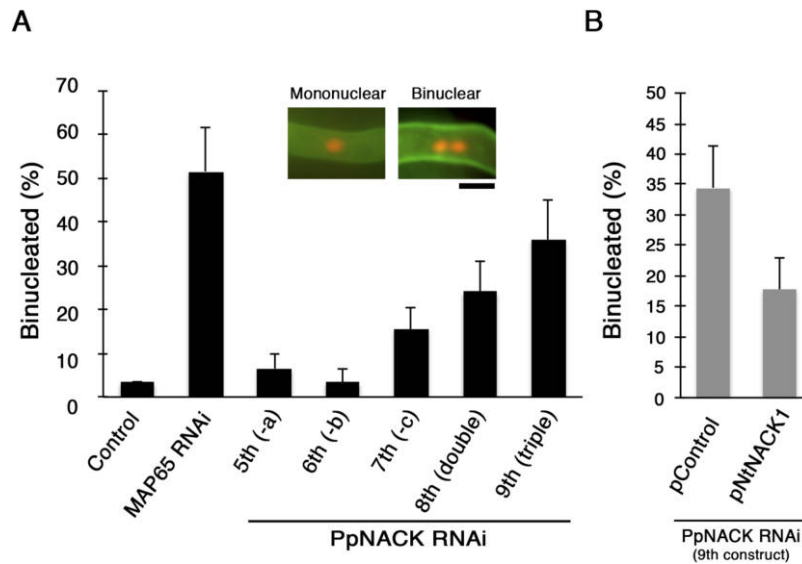 A
Binucleated (%)
70
60
50
40
30
20
10
0
Mononuclear
Binuclear
Control
MAP65 RNAi
5th (-a)
6th (-b)
7th (-c)
8th (double)
9th (triple)
PpNACK RNAi
B
Binucleated (%)
50
45
40
35
30
25
20
15
10
5
0
pControl
pNtNACK1
PpNACK RNAi
(9th construct)